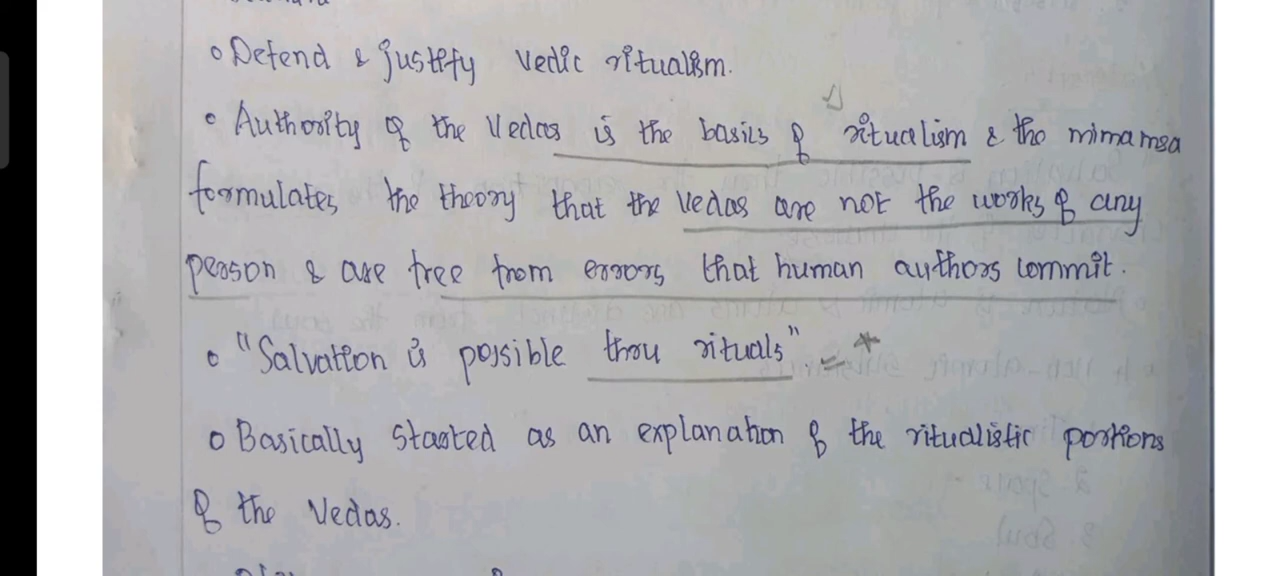 o Defend & justify vedic ritualism.
o Authority of the Vedas is the basics of ritualism & the mimamsa
formulates the theory that the vedas are not the works of any
person & are free from errors that human authors commit.
o "Salvation is possible thru rituals" = *
o Basically started as an explanation of the ritualistic portions
of the Vedas.